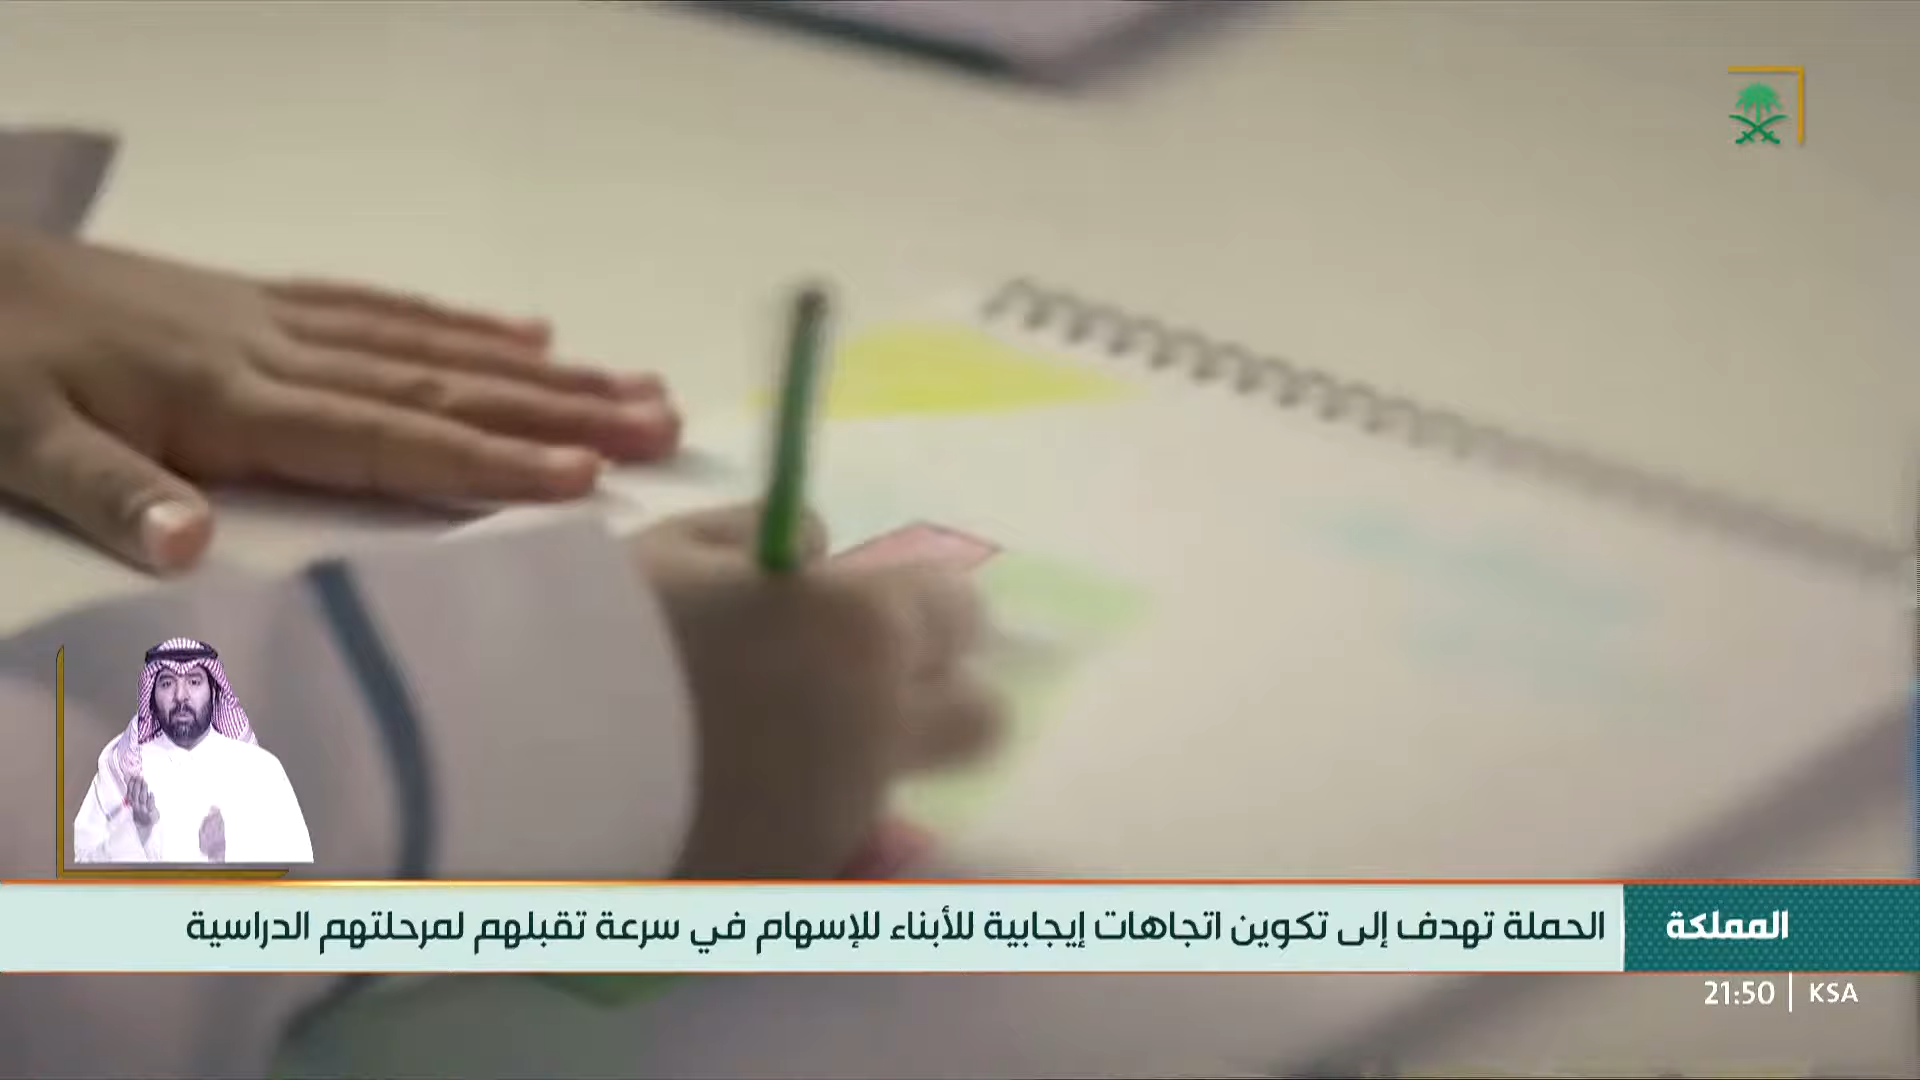 المملكة
الحملة تهدف إلى تكوين اتجاهات إيجابية للأبناء للإسهام في سرعة تقبلهم لمرحلتهم الدراسية
21:50 | KSA